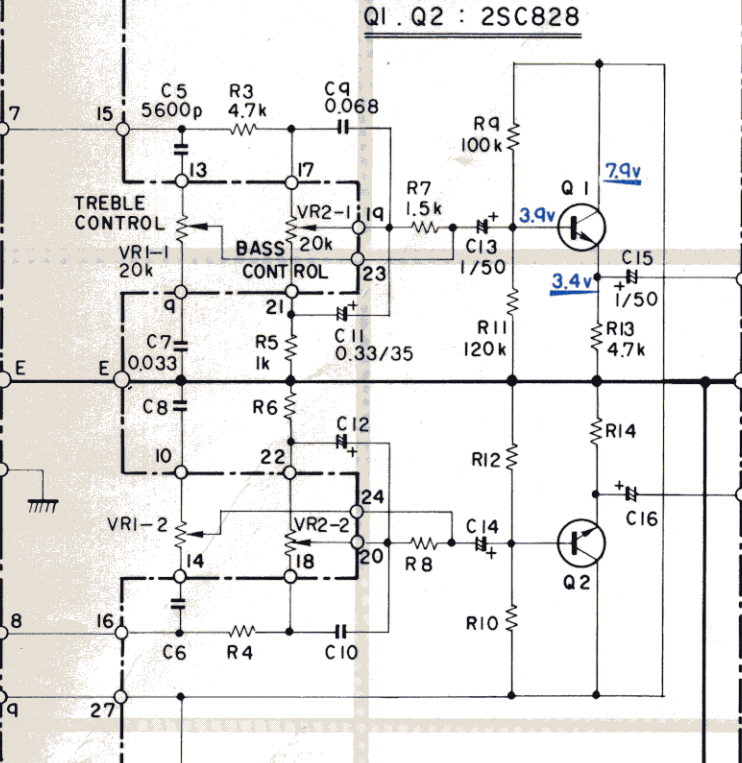 Q1. Q2 : 2SC828
C5
5600p
R3
4.7k
C9
0.068
7
15
13
17
R9
100k
7.9v
Q1
TREBLE
CONTROL
VR2-1
20k
19
R7
1.5k
3.9v
VR1-1
20k
BASS
CONTROL
23
C13
1/50
C15
1/50
3.4v
9
21
C7
0.033
R5
1k
C11
0.33/35
R11
120k
R13
4.7k
E
E
C8
R6
C12
R14
10
22
R12
24
VR1-2
VR2-2
C14
C16
20
R8
14
18
Q2
8
16
R10
C6
R4
C10
9
27